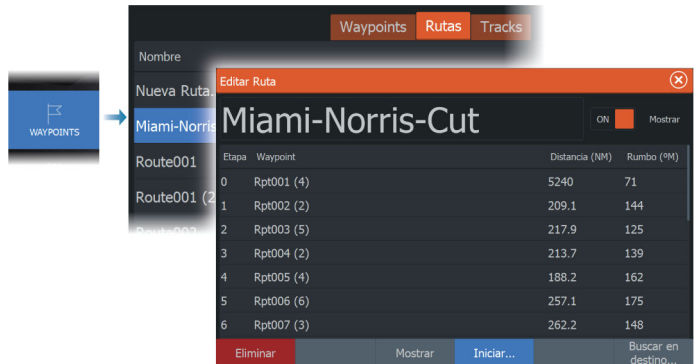 Waypoints Rutas Tracks
Nombre
Nueva Ruta.
Miami-Norris
Route001
Route001 (2
WAYPOINTS
Editar Ruta
Miami-Norris-Cut ON Mostrar
Etapa Waypoint Distancia (NM) Rumbo (ºM)
0 Rpt001 (4) 5240 71
1 Rpt002 (2) 209.1 144
2 Rpt003 (5) 217.9 125
3 Rpt004 (2) 213.7 139
4 Rpt005 (4) 188.2 162
5 Rpt006 (6) 257.1 175
6 Rpt007 (3) 262.2 148
Eliminar Mostrar Iniciar... Buscar en
destino...